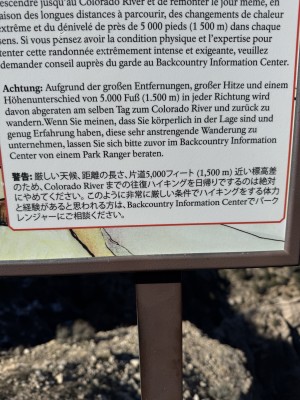 descendre jusqu'au Colorado River et de remonter le jour même, en
raison des longues distances à parcourir, des changements de chaleur
extrême et du dénivelé de près de 5 000 pieds (1 500 m) dans chaque
sens. Si vous pensez avoir la condition physique et l'expertise pour
tenter cette randonnée extrêmement intense et exigeante, veuillez
demander conseil auprès du garde au Backcountry Information Center.
Achtung: Aufgrund der großen Entfernungen, großer Hitze und einem
Höhenunterschied von 5.000 Fuß (1.500 m) in jeder Richtung wird
davon abgeraten am selben Tag zum Colorado River und zurück zu
wandern.Wenn Sie meinen, dass Sie körperlich in der Lage sind und
genug Erfahrung haben, diese sehr anstrengende Wanderung zu
unternehmen, lassen Sie sich bitte zuvor im Backcountry Information
Center von einem Park Ranger beraten.
警告: 厳しい天候、距離の長さ、片道5,000フィート (1,500 m) 近い標高差
のため、Colorado River までの往復ハイキングを日帰りでするのは絶対
にやめてください。このように非常に厳しい条件でハイキングをする体力
と経験があると思われる方は、Backcountry Information Centerでパーク
レンジャーにご相談ください。